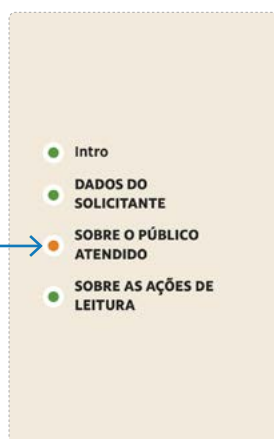 Intro
DADOS DO
SOLICITANTE
SOBRE O PÚBLICO
ATENDIDO
SOBRE AS AÇÕES DE
LEITURA